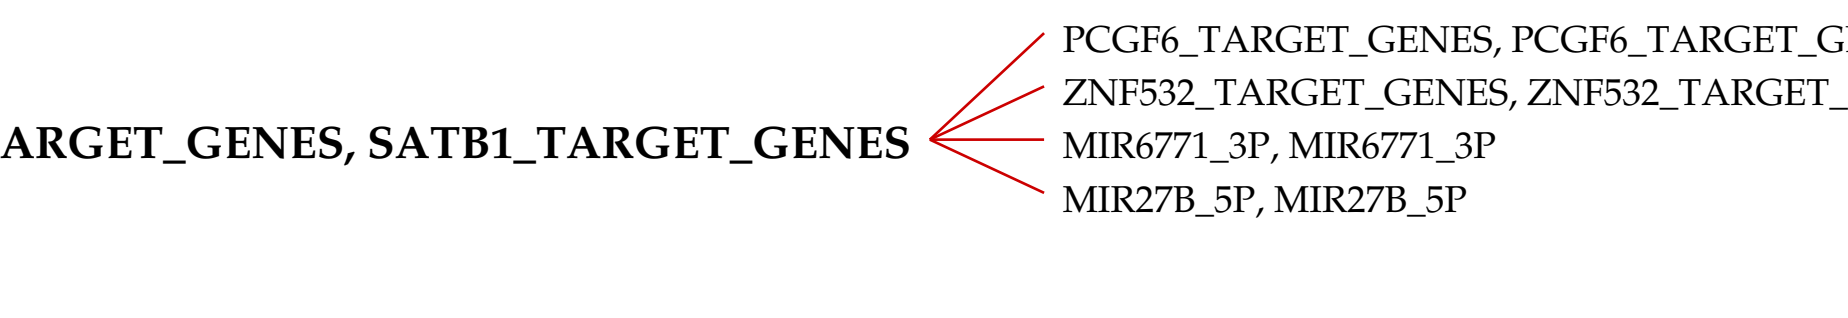 PCGF6_TARGET_GENES, PCGF6_TARGET_G
ZNF532_TARGET_GENES, ZNF532_TARGET_
ARGET_GENES, SATB1_TARGET_GENES
MIR6771_3P, MIR6771_3P
MIR27B_5P, MIR27B_5P